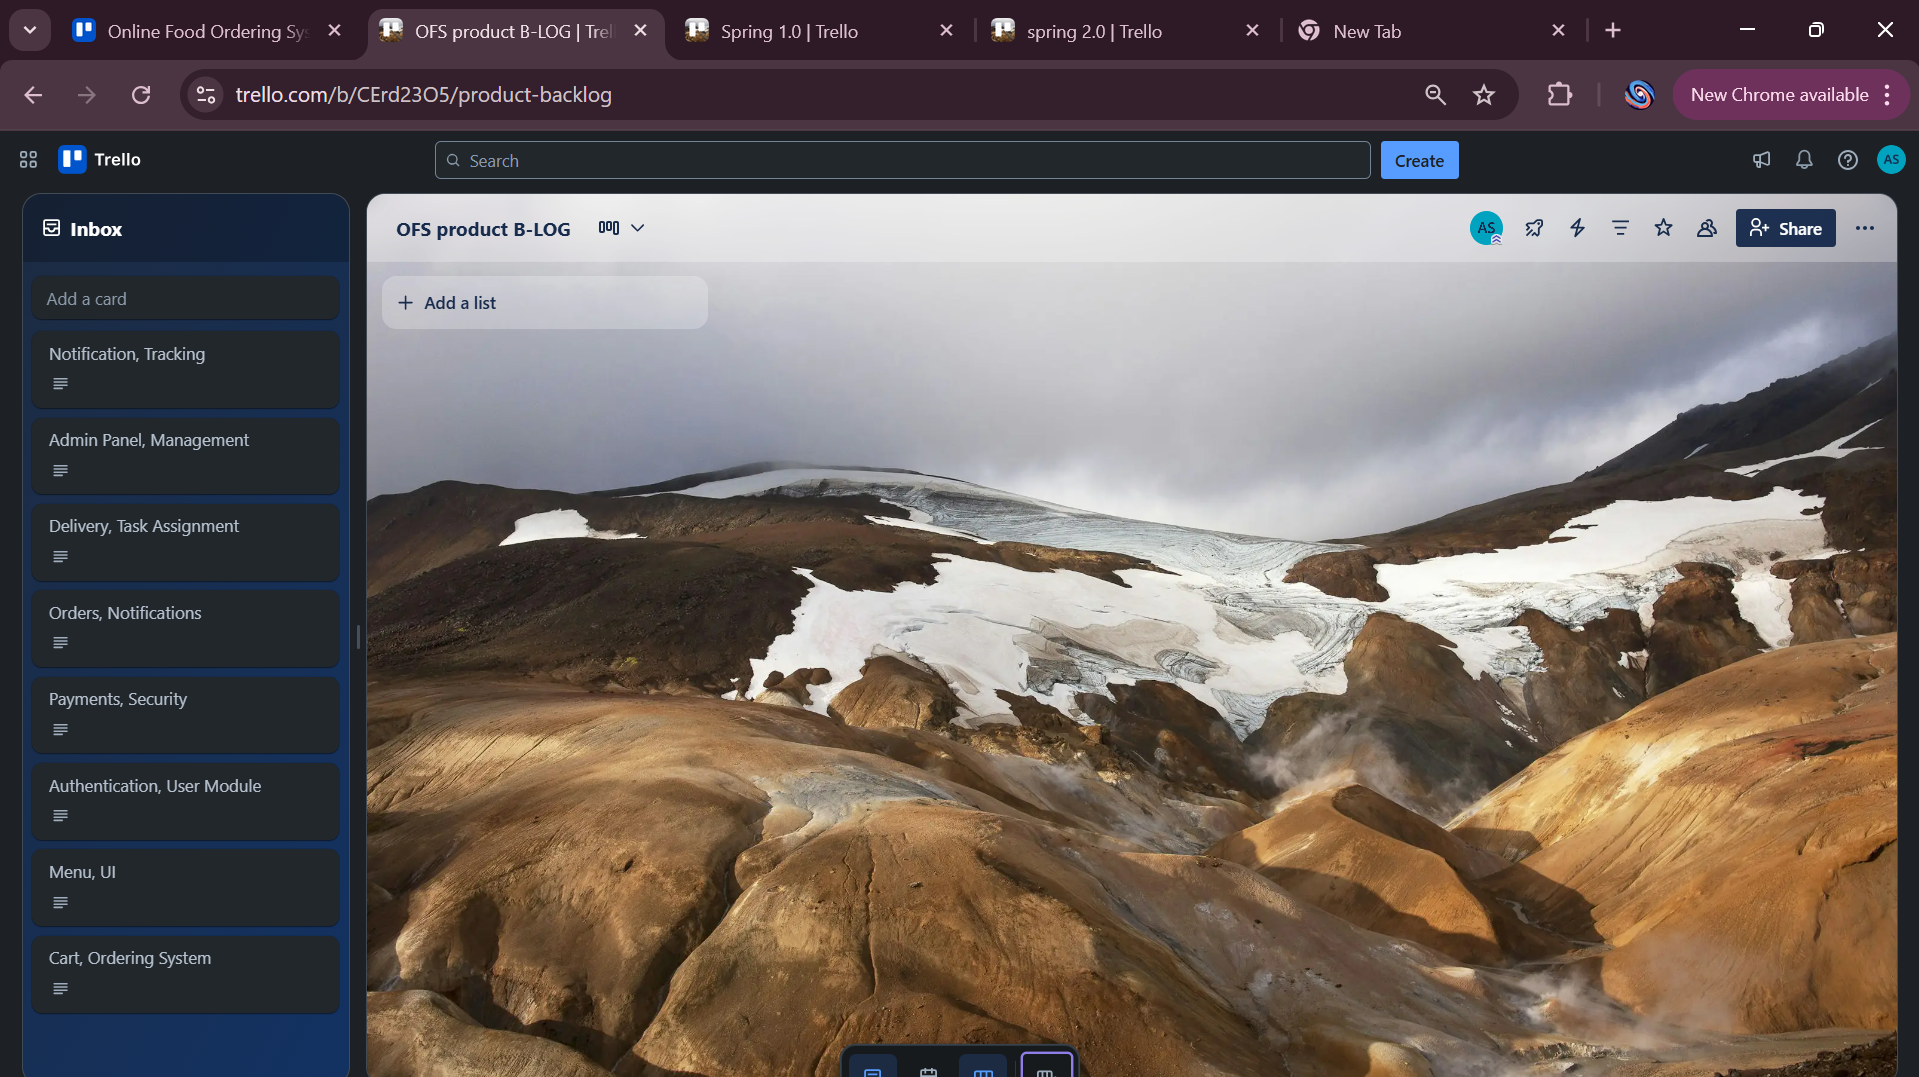 Online Food Ordering Sy
OFS product B-LOG | Trel
Spring 1.0 | Trello
spring 2.0 | Trello
New Tab
trello.com/b/CErd23O5/product-backlog
New Chrome available
Trello
Search
Create
AS
Inbox
OFS product B-LOG
AS
Share
Add a card
Add a list
Notification, Tracking
Admin Panel, Management
Delivery, Task Assignment
Orders, Notifications
Payments, Security
Authentication, User Module
Menu, UI
Cart, Ordering System